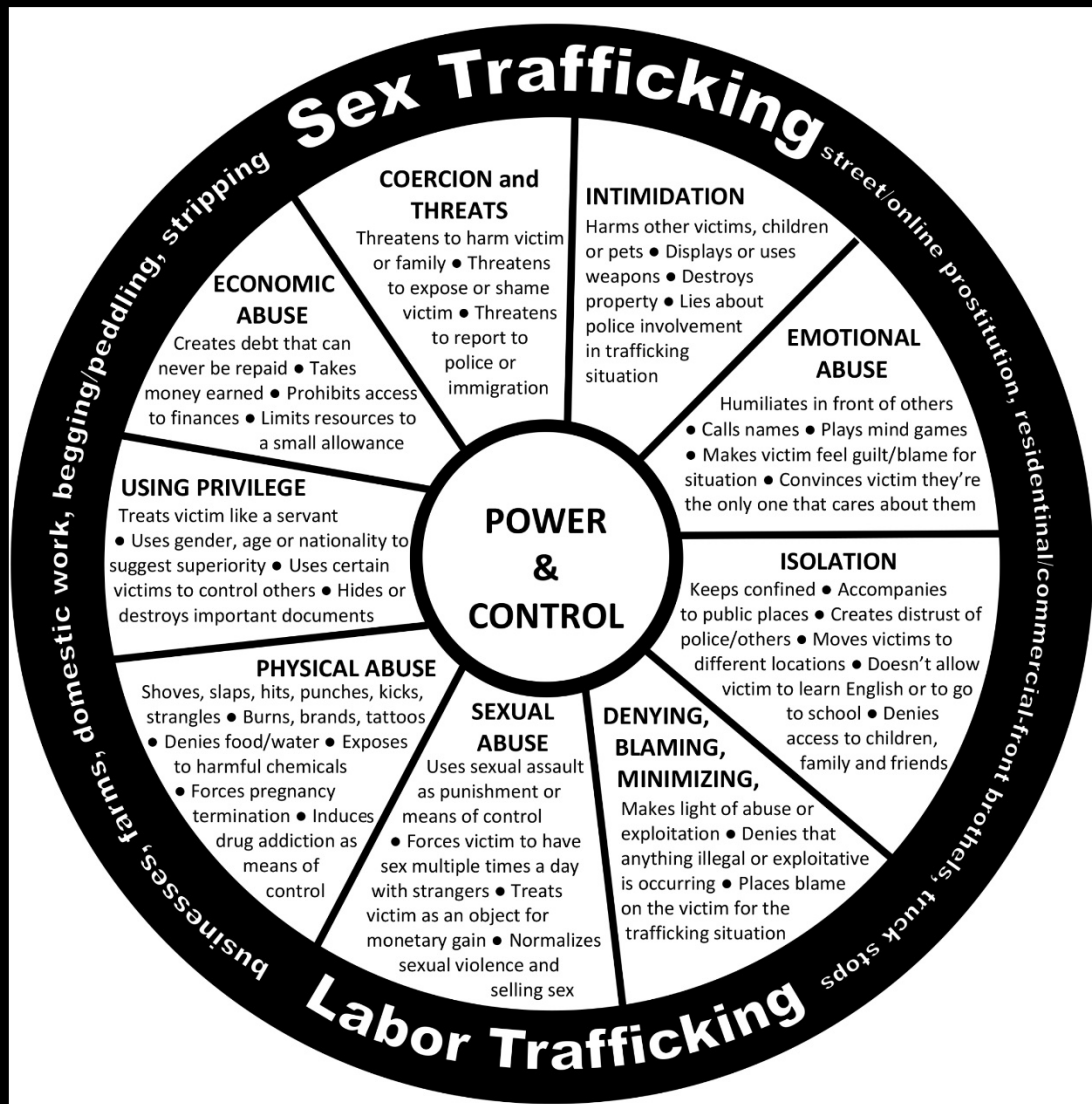 Sex Trafficking
street/online prostitution, residentinal/commercial-front brothels, truck stops
Labor Trafficking
businesses, farms, domestic work, begging/peddling, stripping
COERCION and
THREATS
Threatens to harm victim
or family ● Threatens
to expose or shame
victim ● Threatens
to report to
police or
immigration
INTIMIDATION
Harms other victims, children
or pets ● Displays or uses
weapons ● Destroys
property ● Lies about
police involvement
in trafficking
situation
EMOTIONAL
ABUSE
Humiliates in front of others
● Calls names ● Plays mind games
● Makes victim feel guilt/blame for
situation ● Convinces victim they’re
the only one that cares about them
ISOLATION
Keeps confined ● Accompanies
to public places ● Creates distrust of
police/others ● Moves victims to
different locations ● Doesn’t allow
victim to learn English or to go
to school ● Denies
access to children,
family and friends
DENYING,
BLAMING,
MINIMIZING,
Makes light of abuse or
exploitation ● Denies that
anything illegal or exploitative
is occurring ● Places blame
on the victim for the
trafficking situation
SEXUAL
ABUSE
Uses sexual assault
as punishment or
means of control
● Forces victim to have
sex multiple times a day
with strangers ● Treats
victim as an object for
monetary gain ● Normalizes
sexual violence and
selling sex
PHYSICAL ABUSE
Shoves, slaps, hits, punches, kicks,
strangles ● Burns, brands, tattoos
● Denies food/water ● Exposes
to harmful chemicals
● Forces pregnancy
termination ● Induces
drug addiction as
means of
control
USING PRIVILEGE
Treats victim like a servant
● Uses gender, age or nationality to
suggest superiority ● Uses certain
victims to control others ● Hides or
destroys important documents
ECONOMIC
ABUSE
Creates debt that can
never be repaid ● Takes
money earned ● Prohibits access
to finances ● Limits resources to
a small allowance
POWER
&
CONTROL